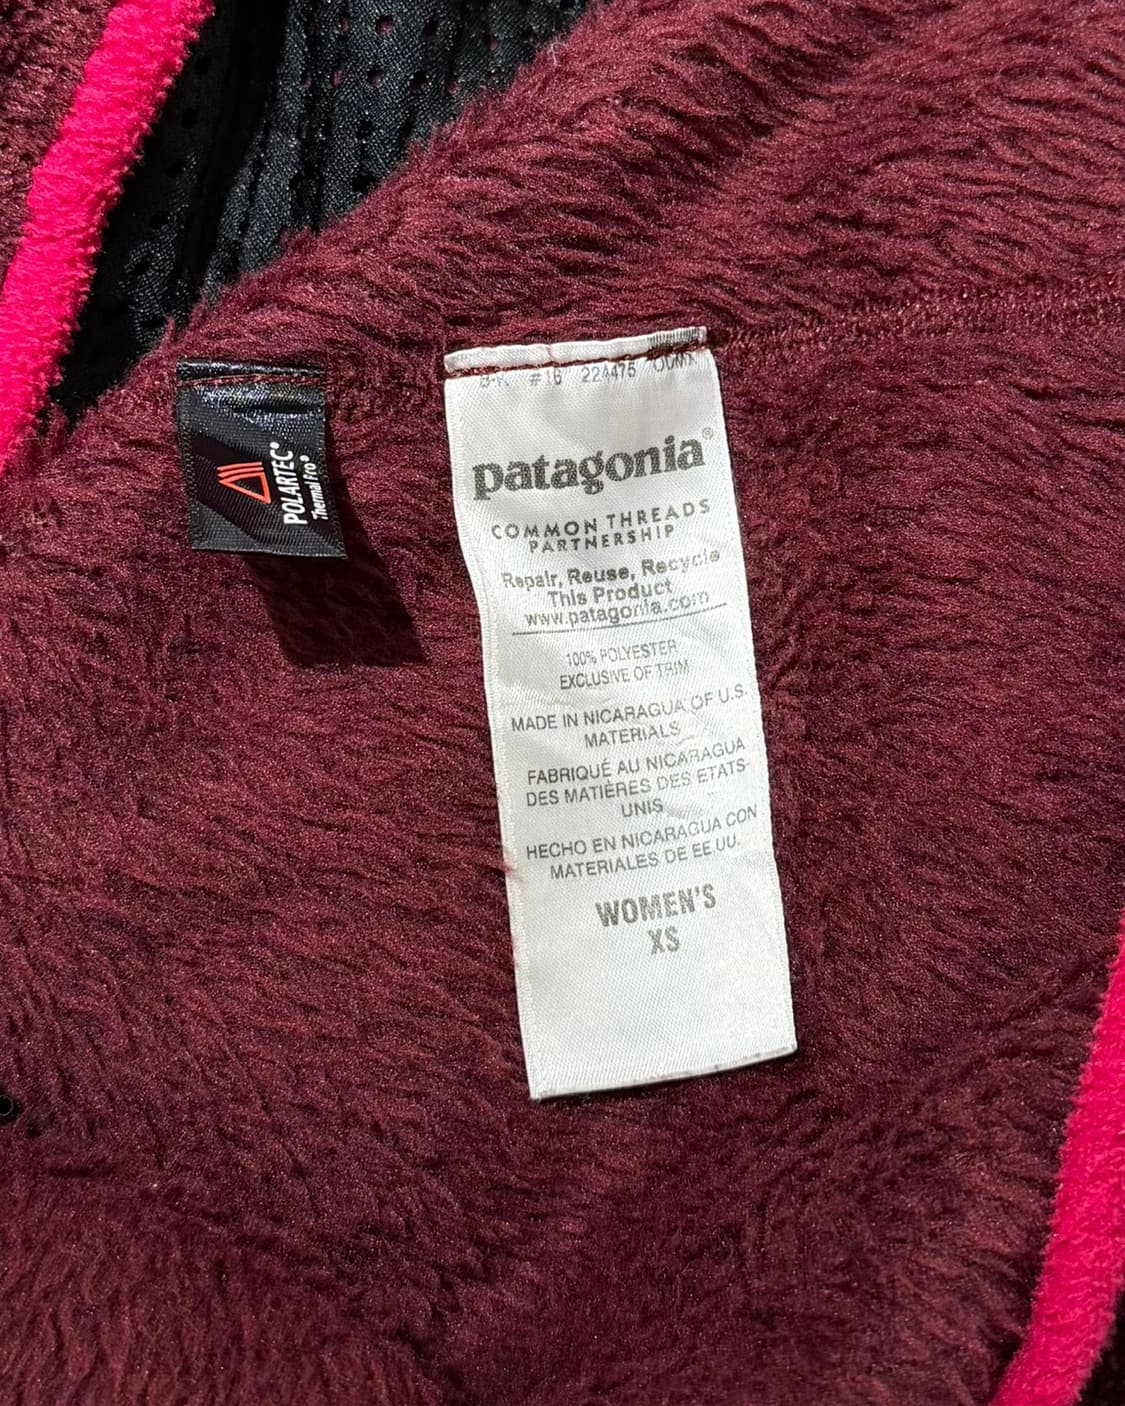 POLARTEC®
Thermal Pro®
#16 224475
patagonia®
COMMON THREADS
PARTNERSHIP
Repair, Reuse, Recycle
This Product
www.patagonia.com
100% POLYESTER
EXCLUSIVE OF TRIM
MADE IN NICARAGUA OF U.S.
MATERIALS
FABRIQUÉ AU NICARAGUA
DES MATIÈRES DES ETATS-
UNIS
HECHO EN NICARAGUA CON
MATERIALES DE EE.UU.
WOMEN'S
XS